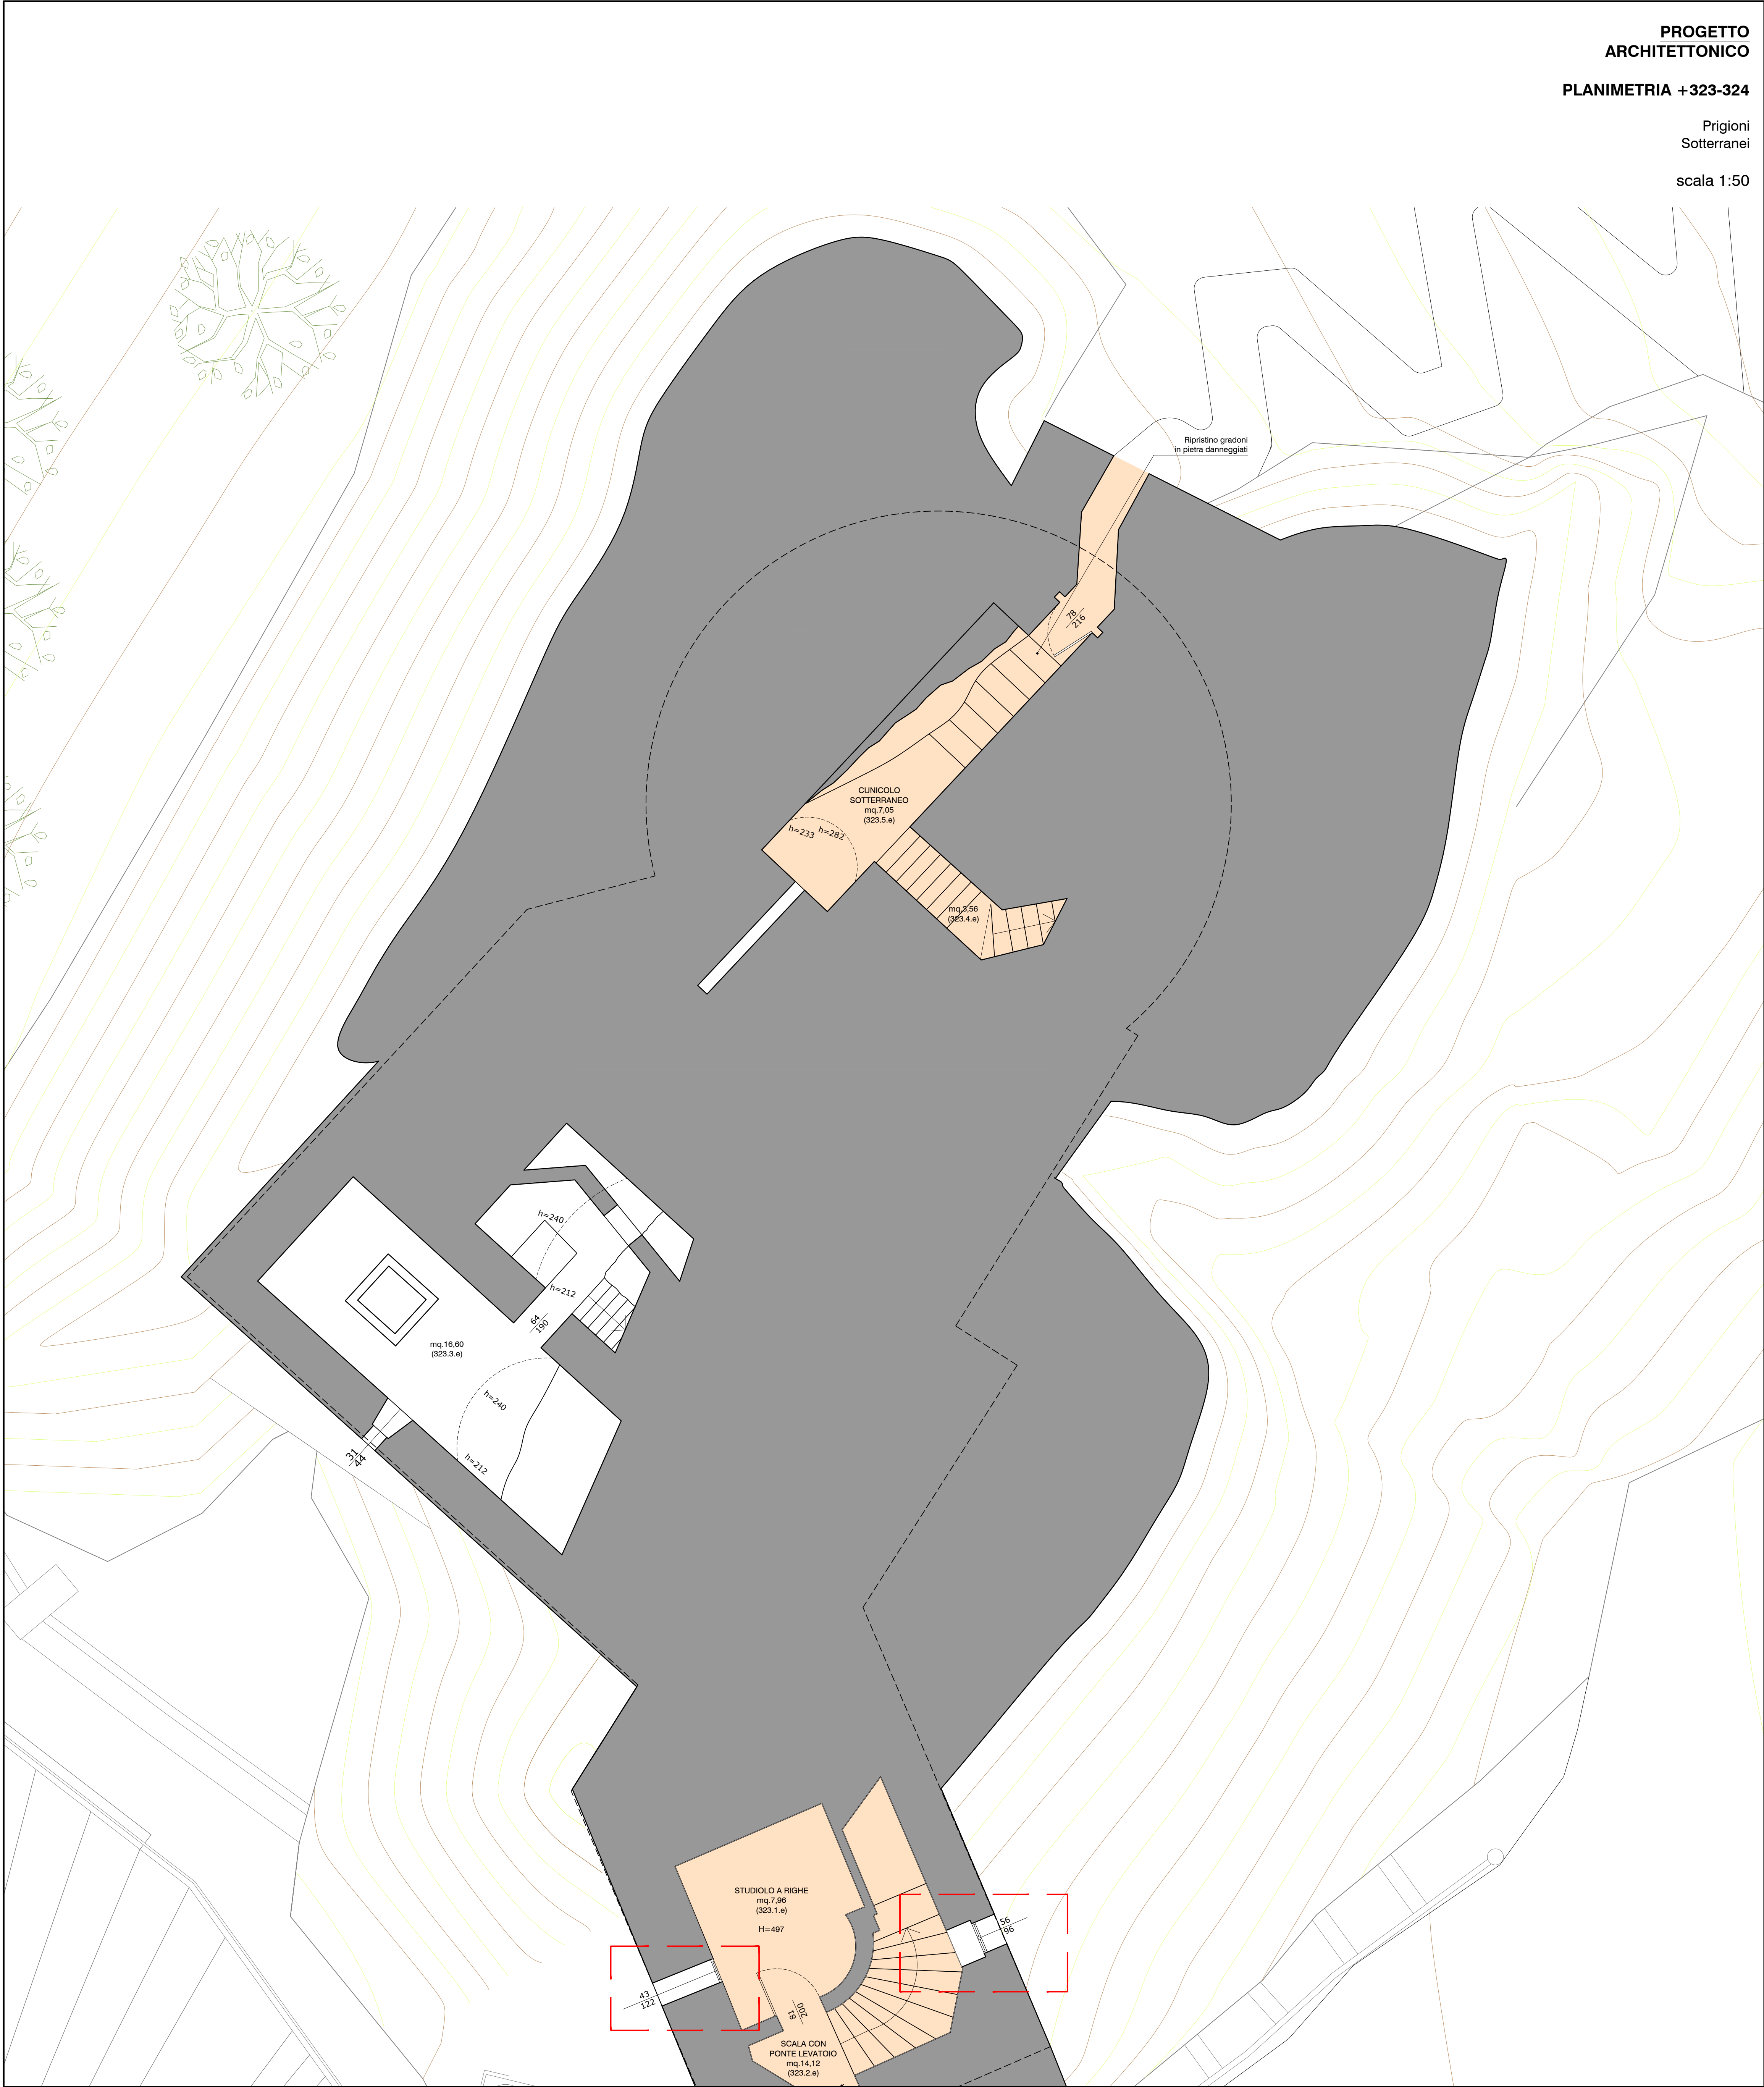 PROGETTO
ARCHITETTONICO
PLANIMETRIA +323-324
Prigioni
Sotterranei
scala 1:50
Ripristino gradoni
in pietra danneggiati
78
216
CUNICOLO
SOTTERRANEO
mq.7,05
(323.5.e)
h=233 h=282
mq.3,56
(323.4.e)
h=240
h=212
64
190
mq.16,60
(323.3.e)
h=240
h=212
31
44
STUDIOLO A RIGHE
mq.7,96
(323.1.e)
H=497
56
96
43
122
81
200
SCALA CON
PONTE LEVATOIO
mq.14,12
(323.2.e)